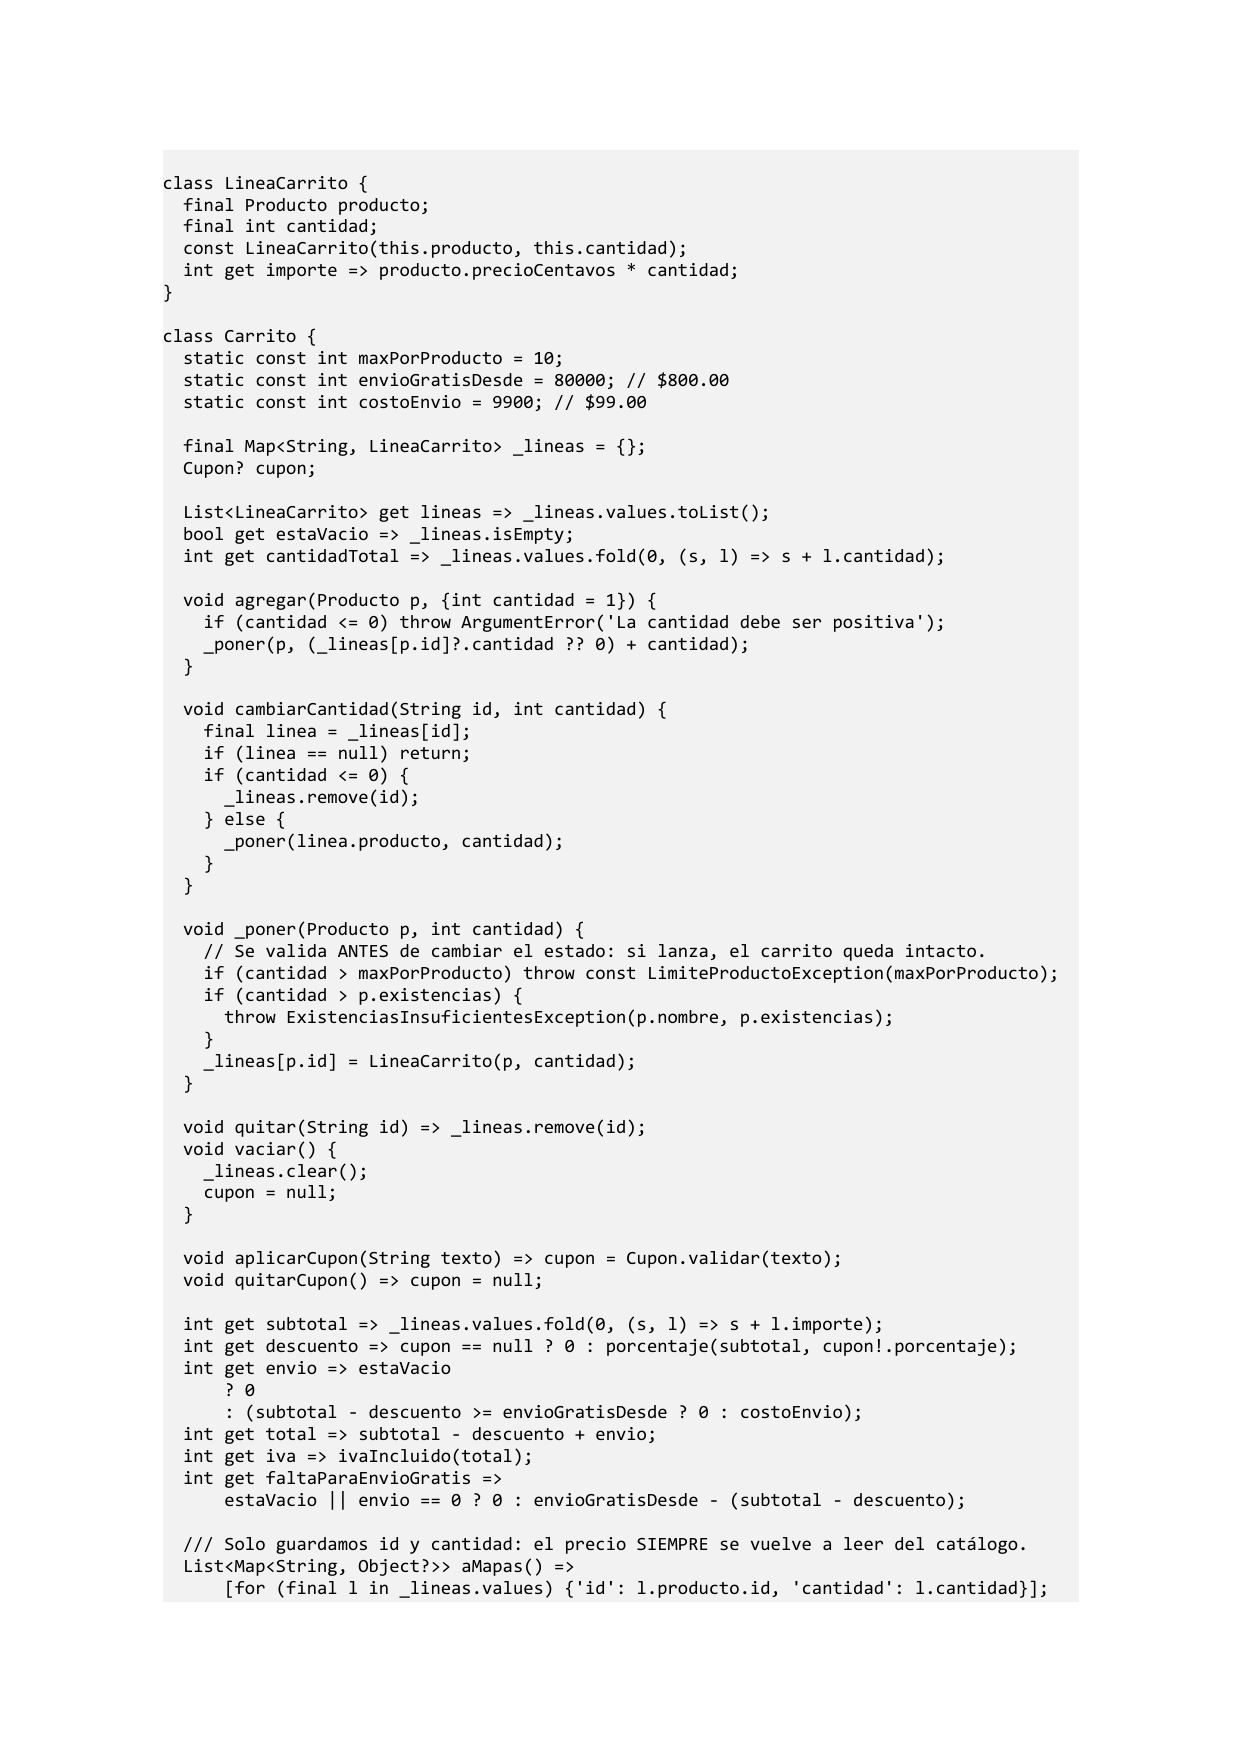 class LineaCarrito {
  final Producto producto;
  final int cantidad;
  const LineaCarrito(this.producto, this.cantidad);
  int get importe => producto.precioCentavos * cantidad;
}

class Carrito {
  static const int maxPorProducto = 10;
  static const int envioGratisDesde = 80000; // $800.00
  static const int costoEnvio = 9900; // $99.00

  final Map<String, LineaCarrito> _lineas = {};
  Cupon? cupon;

  List<LineaCarrito> get lineas => _lineas.values.toList();
  bool get estaVacio => _lineas.isEmpty;
  int get cantidadTotal => _lineas.values.fold(0, (s, l) => s + l.cantidad);

  void agregar(Producto p, {int cantidad = 1}) {
    if (cantidad <= 0) throw ArgumentError('La cantidad debe ser positiva');
    _poner(p, (_lineas[p.id]?.cantidad ?? 0) + cantidad);
  }

  void cambiarCantidad(String id, int cantidad) {
    final linea = _lineas[id];
    if (linea == null) return;
    if (cantidad <= 0) {
      _lineas.remove(id);
    } else {
      _poner(linea.producto, cantidad);
    }
  }

  void _poner(Producto p, int cantidad) {
    // Se valida ANTES de cambiar el estado: si lanza, el carrito queda intacto.
    if (cantidad > maxPorProducto) throw const LimiteProductoException(maxPorProducto);
    if (cantidad > p.existencias) {
      throw ExistenciasInsuficientesException(p.nombre, p.existencias);
    }
    _lineas[p.id] = LineaCarrito(p, cantidad);
  }

  void quitar(String id) => _lineas.remove(id);
  void vaciar() {
    _lineas.clear();
    cupon = null;
  }

  void aplicarCupon(String texto) => cupon = Cupon.validar(texto);
  void quitarCupon() => cupon = null;

  int get subtotal => _lineas.values.fold(0, (s, l) => s + l.importe);
  int get descuento => cupon == null ? 0 : porcentaje(subtotal, cupon!.porcentaje);
  int get envio => estaVacio
      ? 0
      : (subtotal - descuento >= envioGratisDesde ? 0 : costoEnvio);
  int get total => subtotal - descuento + envio;
  int get iva => ivaIncluido(total);
  int get faltaParaEnvioGratis =>
      estaVacio || envio == 0 ? 0 : envioGratisDesde - (subtotal - descuento);

  /// Solo guardamos id y cantidad: el precio SIEMPRE se vuelve a leer del catálogo.
  List<Map<String, Object?>> aMapas() =>
      [for (final l in _lineas.values) {'id': l.producto.id, 'cantidad': l.cantidad}];